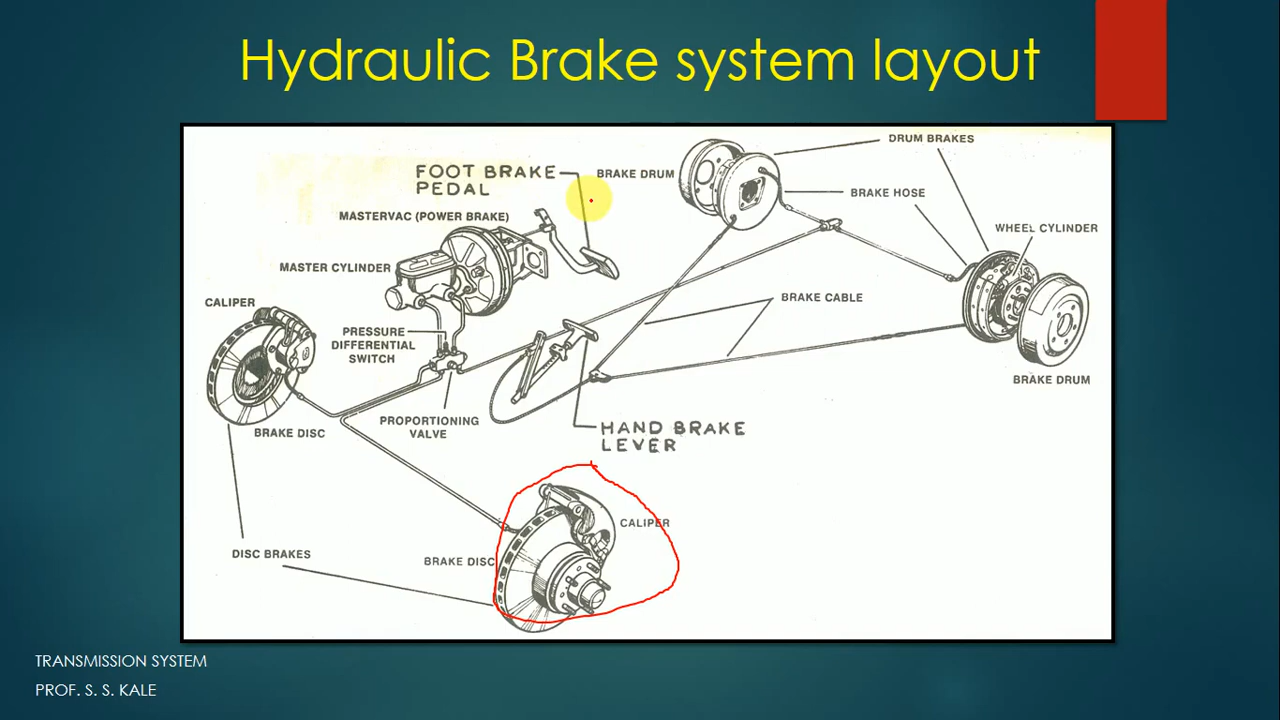 Hydraulic Brake system layout
DRUM BRAKES
FOOT BRAKE
PEDAL
BRAKE DRUM
BRAKE HOSE
MASTERVAC (POWER BRAKE)
WHEEL CYLINDER
MASTER CYLINDER
CALIPER
BRAKE CABLE
PRESSURE
DIFFERENTIAL
SWITCH
BRAKE DRUM
PROPORTIONING
VALVE
BRAKE DISC
HAND BRAKE
LEVER
CALIPER
DISC BRAKES
BRAKE DISC
TRANSMISSION SYSTEM
PROF. S. S. KALE